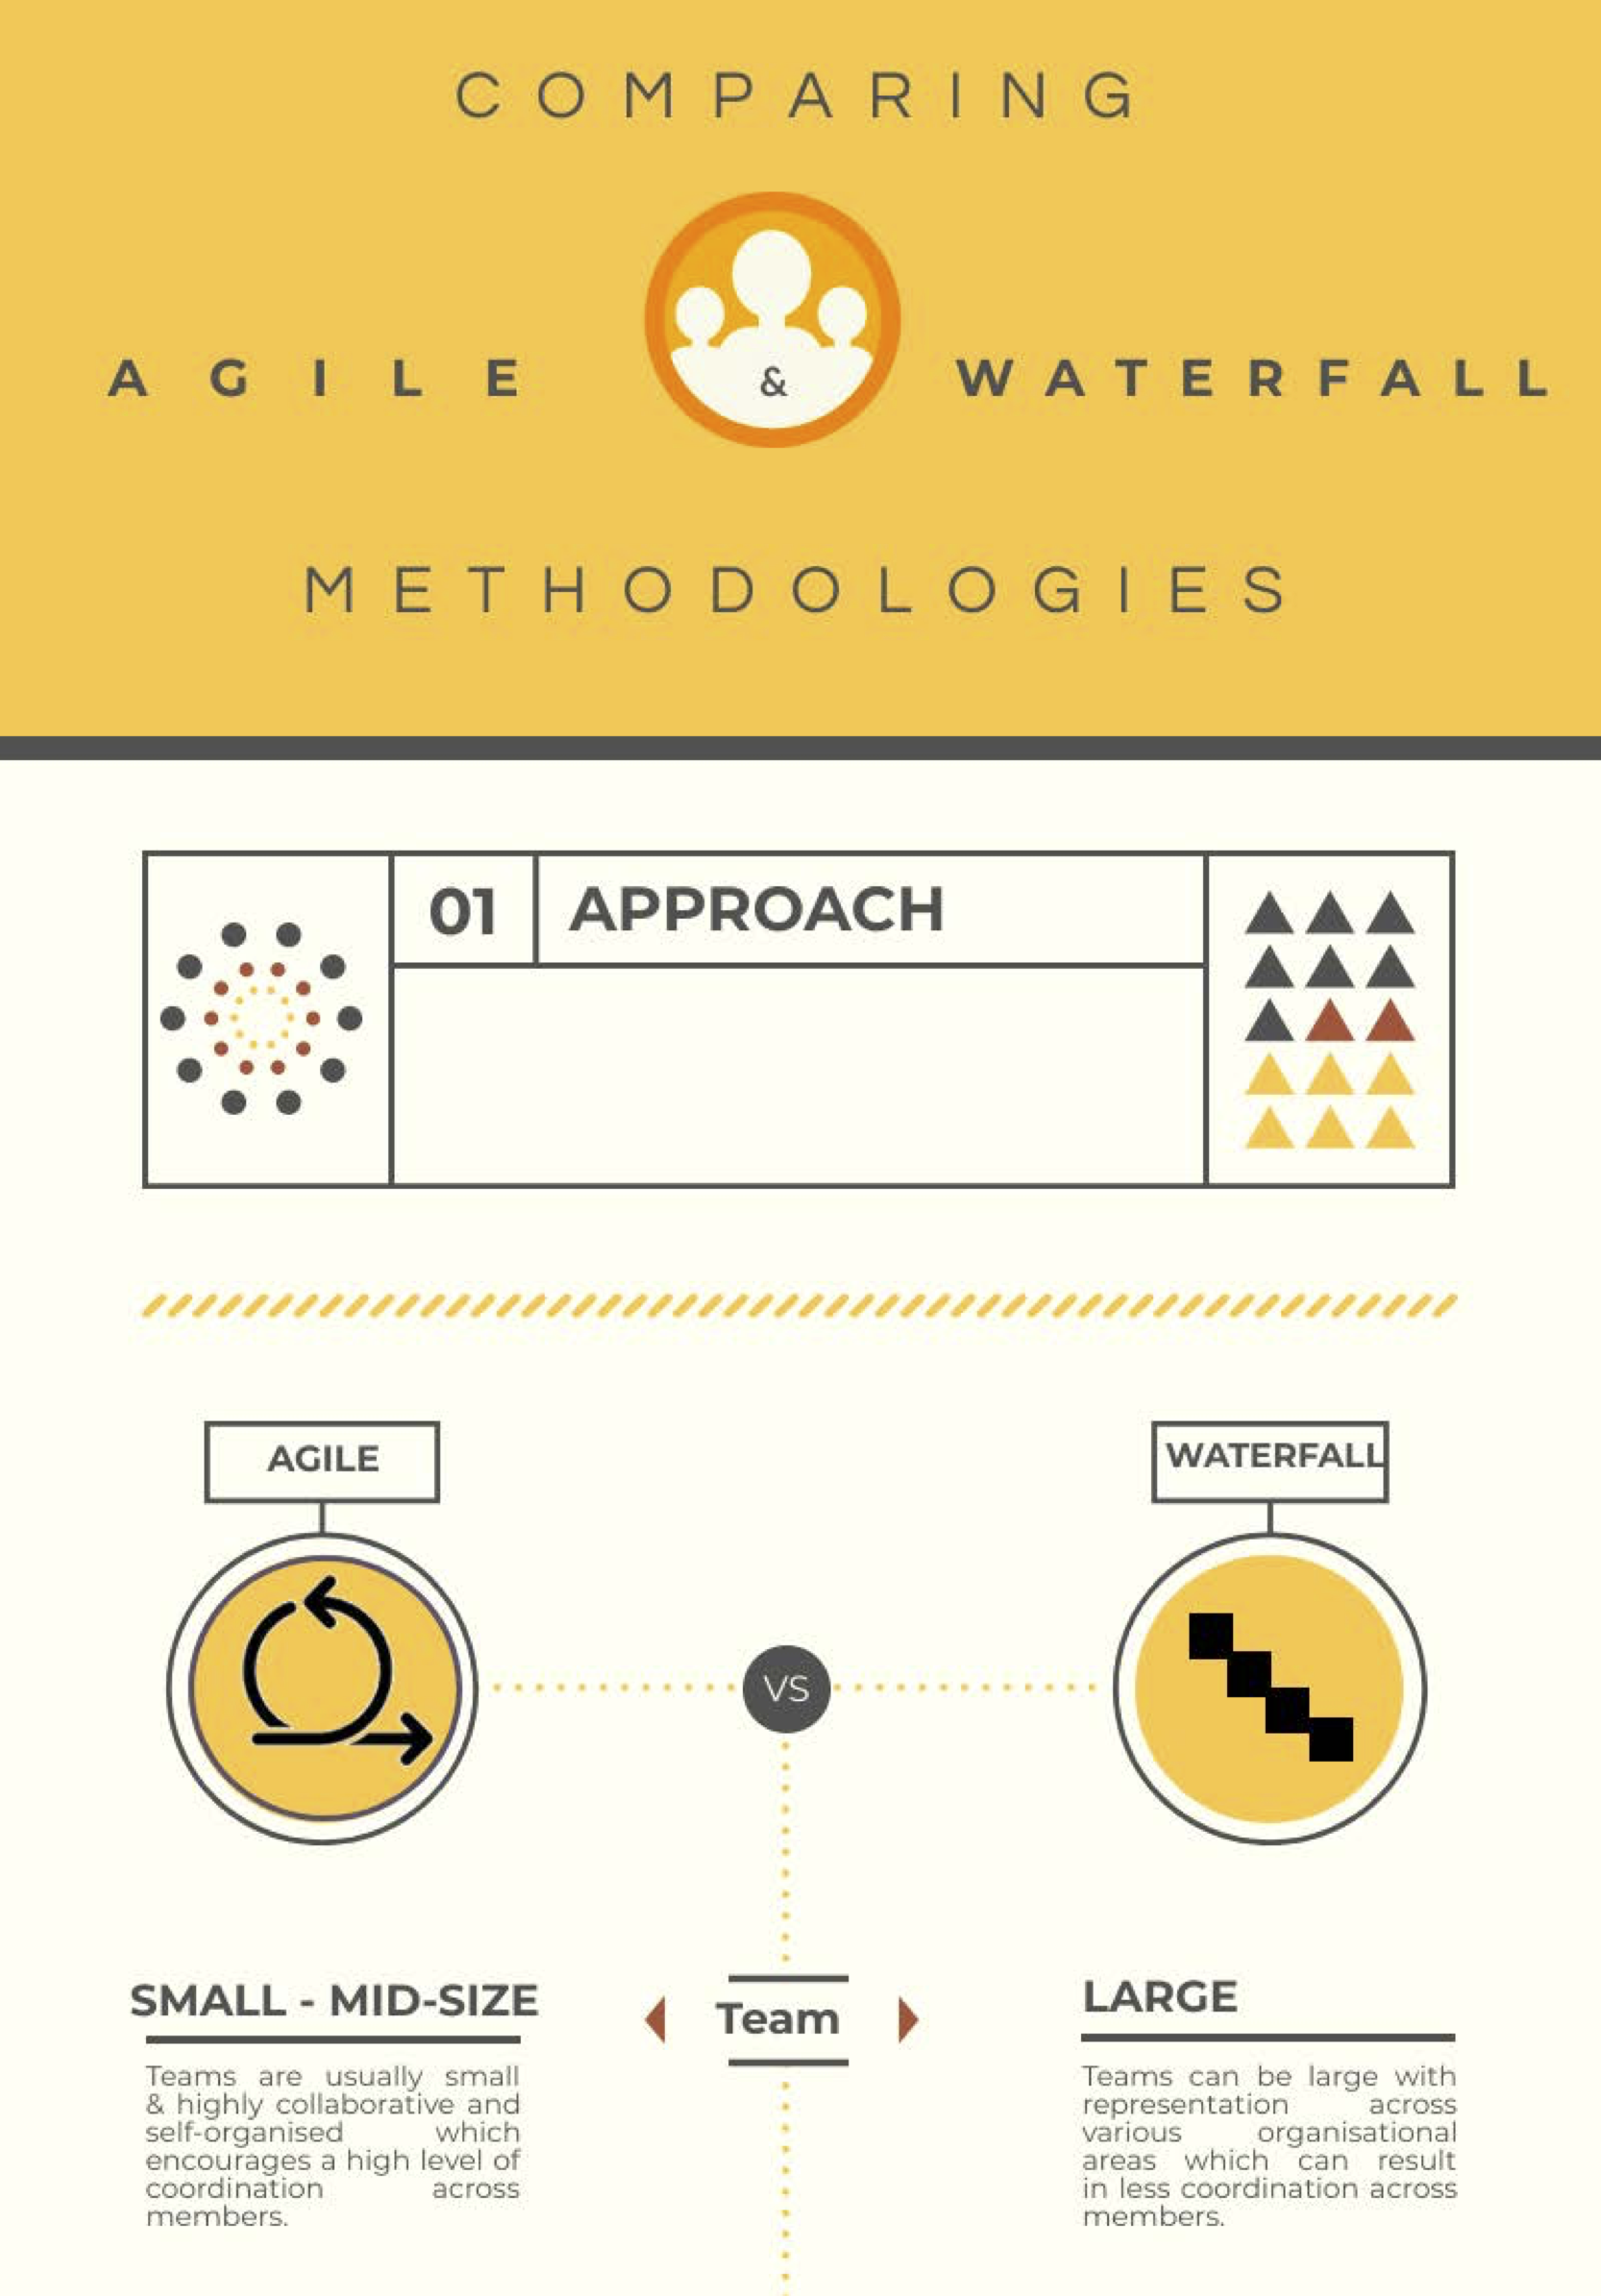 COMPARING
AGILE & WATERFALL
METHODOLOGIES
01 APPROACH
AGILE
WATERFALL
VS
SMALL - MID-SIZE
Teams are usually small
& highly collaborative and
self-organised which
encourages a high level of
coordination across
members.
Team
LARGE
Teams can be large with
representation across
various organisational
areas which can result
in less coordination across
members.